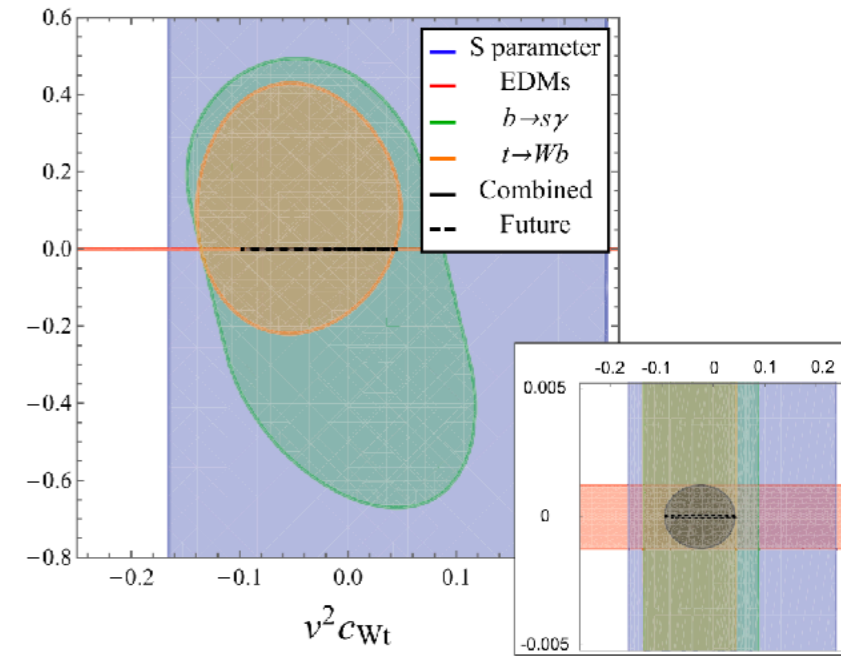 0.6
0.4
0.2
0.0
−0.2
−0.4
−0.6
−0.8
−0.2 −0.1 0.0 0.1
v² c_Wt
S parameter
EDMs
b→sγ
t→Wb
Combined
Future
-0.2 -0.1 0 0.1 0.2
0.005
0
-0.005